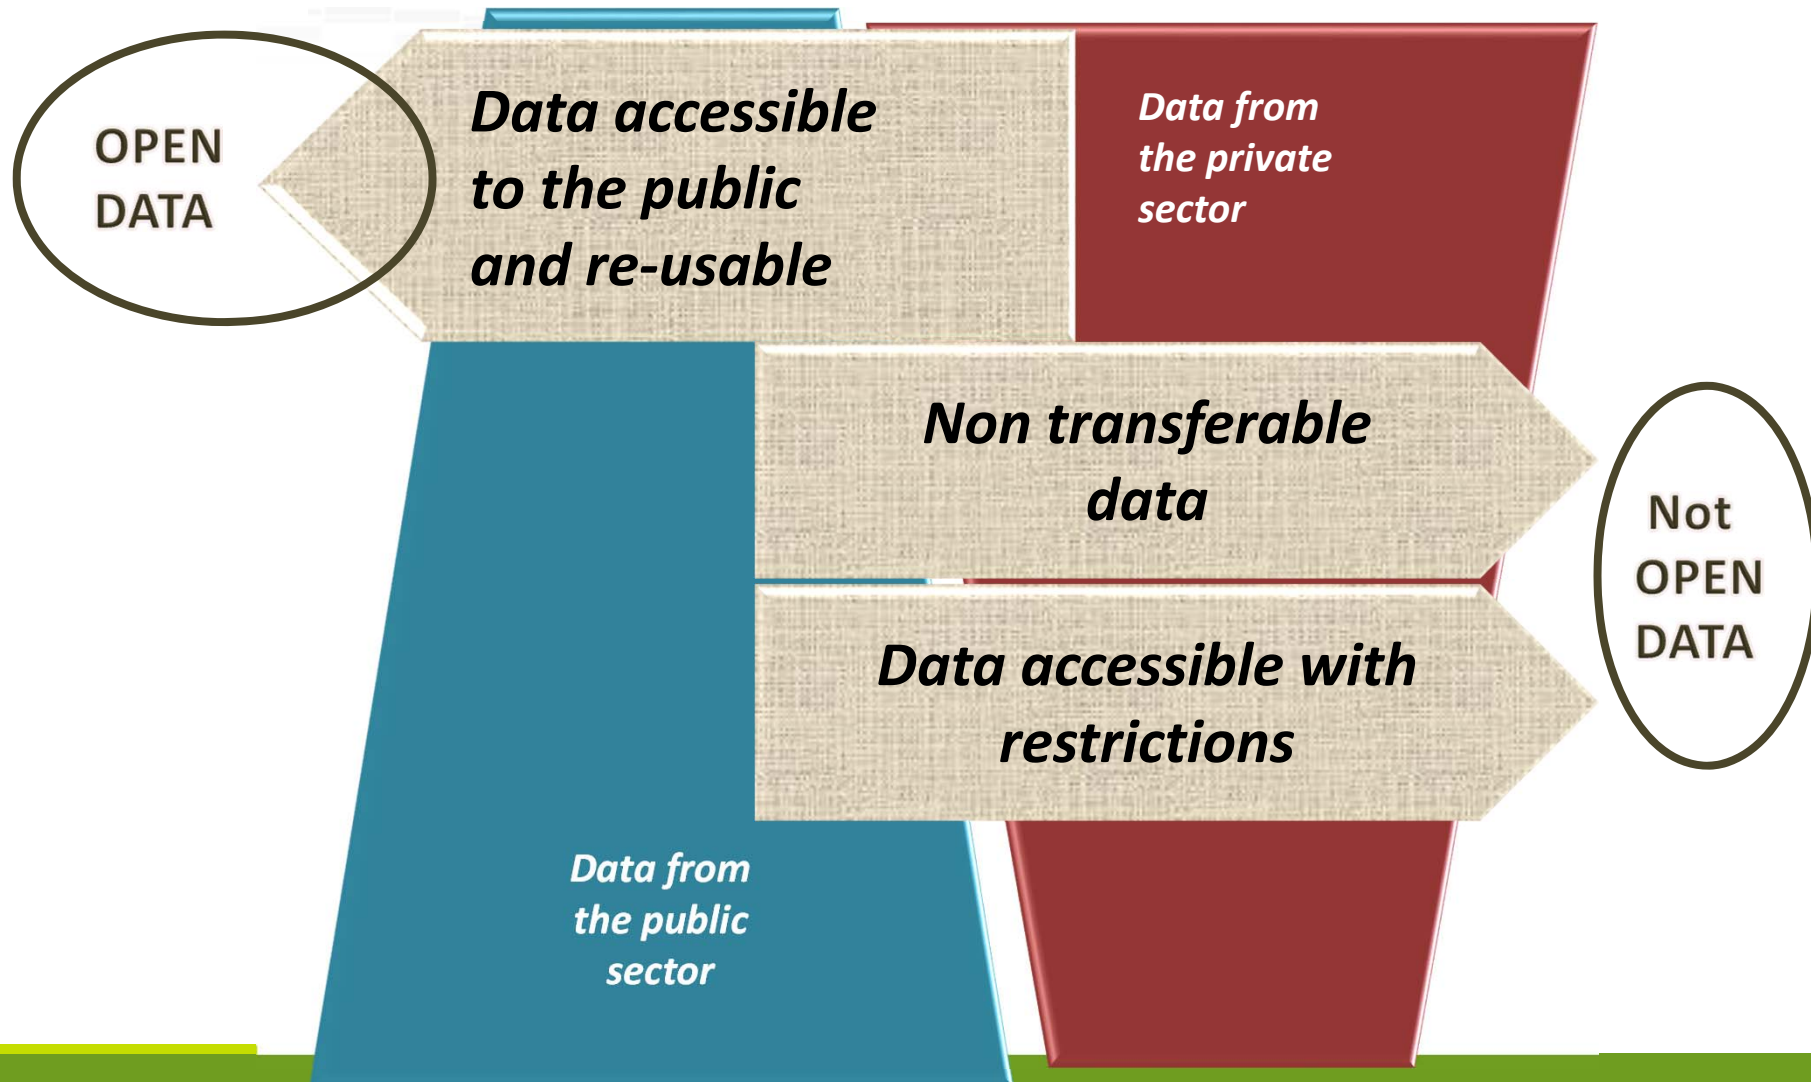 OPEN
DATA
Data accessible
to the public
and re-usable
Data from
the private
sector
Non transferable
data
Not
OPEN
DATA
Data accessible with
restrictions
Data from
the public
sector